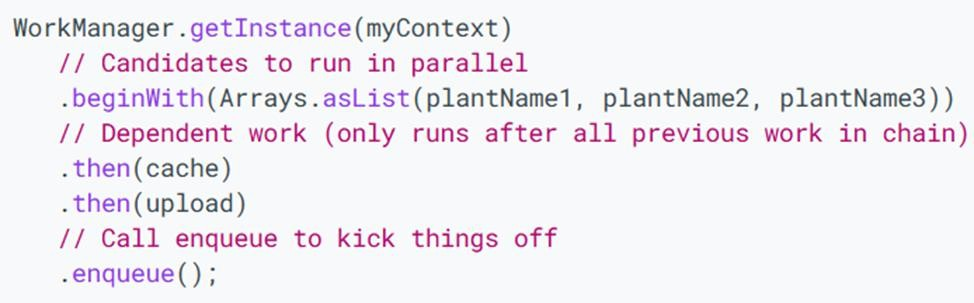 WorkManager.getInstance(myContext)
// Candidates to run in parallel
.beginWith(Arrays.asList(plantName1, plantName2, plantName3))
// Dependent work (only runs after all previous work in chain)
.then(cache)
.then(upload)
// Call enqueue to kick things off
.enqueue();